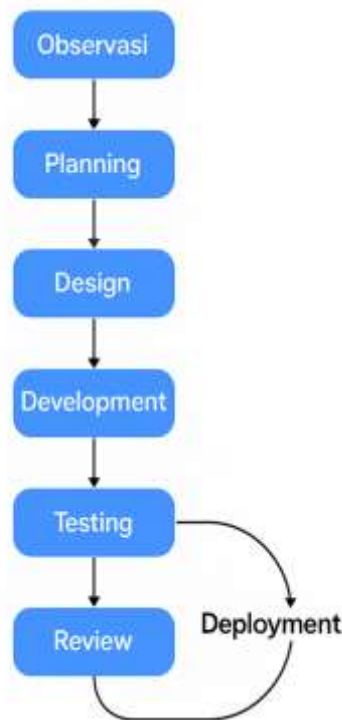 Observasi
Planning
Design
Development
Testing
Deployment
Review